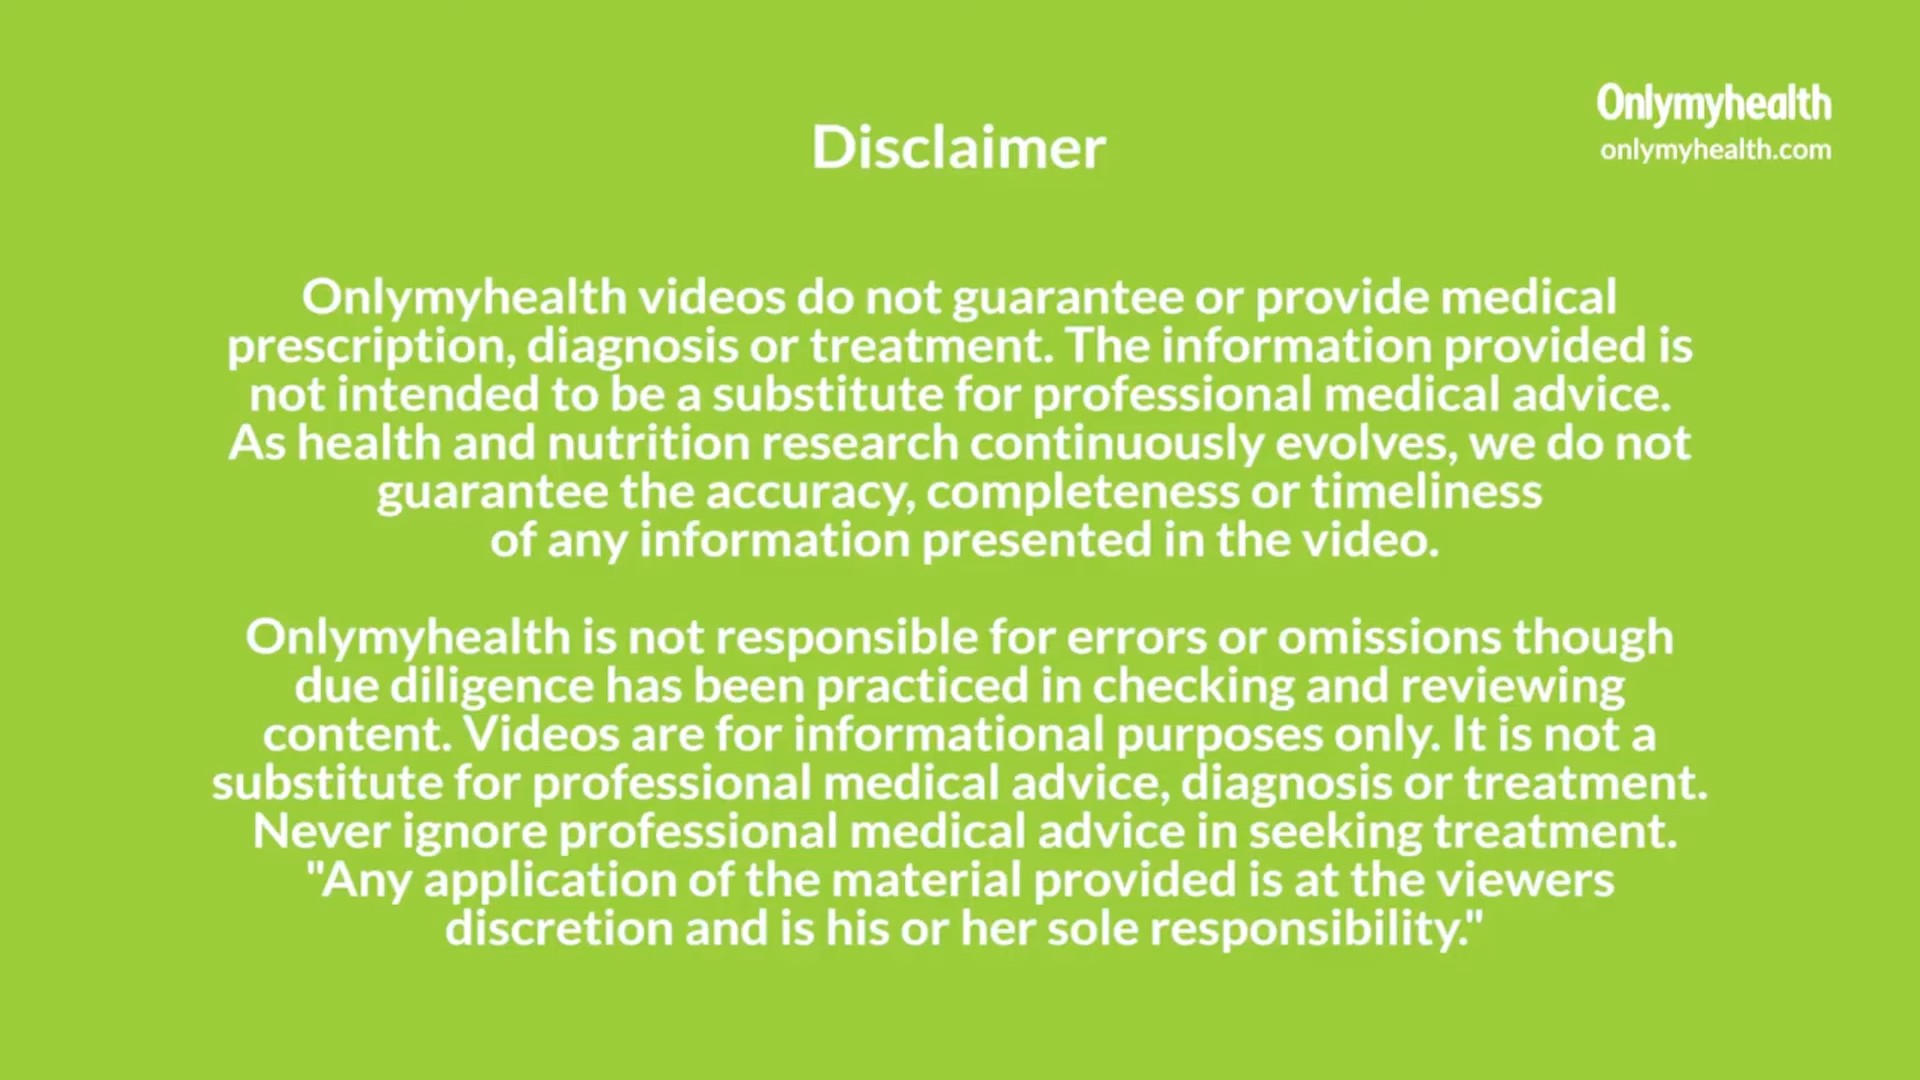 Onlymyhealth
onlymyhealth.com
Disclaimer
Onlymyhealth videos do not guarantee or provide medical
prescription, diagnosis or treatment. The information provided is
not intended to be a substitute for professional medical advice.
As health and nutrition research continuously evolves, we do not
guarantee the accuracy, completeness or timeliness
of any information presented in the video.
Onlymyhealth is not responsible for errors or omissions though
due diligence has been practiced in checking and reviewing
content. Videos are for informational purposes only. It is not a
substitute for professional medical advice, diagnosis or treatment.
Never ignore professional medical advice in seeking treatment.
"Any application of the material provided is at the viewers
discretion and is his or her sole responsibility."